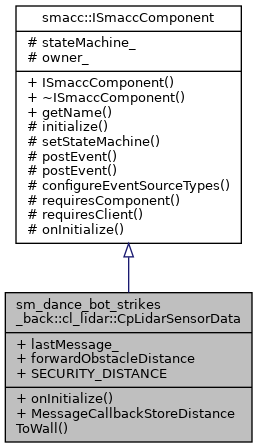 smacc::ISmaccComponent
# stateMachine_
# owner_
+ ISmaccComponent()
+ ~ISmaccComponent()
+ getName()
# initialize()
# setStateMachine()
# postEvent()
# postEvent()
# configureEventSourceTypes()
# requiresComponent()
# requiresClient()
# onInitialize()
sm_dance_bot_strikes
_back::cl_lidar::CpLidarSensorData
+ lastMessage_
+ forwardObstacleDistance
+ SECURITY_DISTANCE
+ onInitialize()
+ MessageCallbackStoreDistance
ToWall()